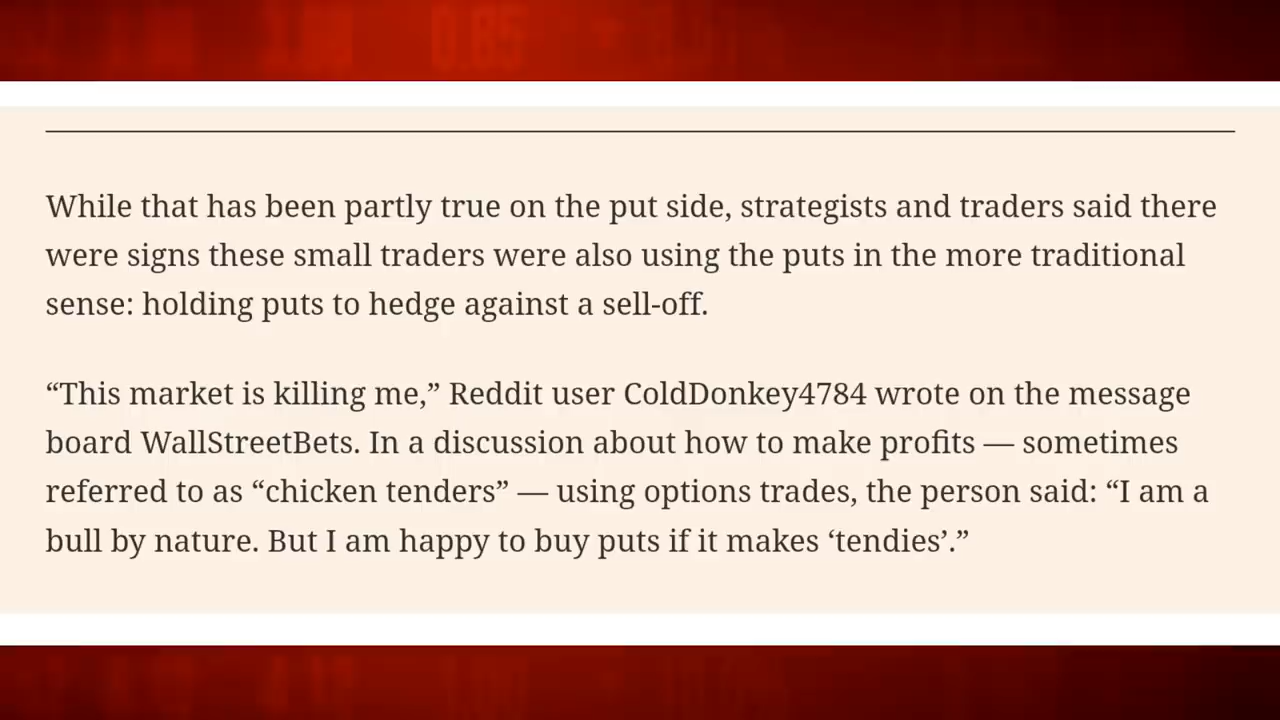 While that has been partly true on the put side, strategists and traders said there
were signs these small traders were also using the puts in the more traditional
sense: holding puts to hedge against a sell-off.
“This market is killing me,” Reddit user ColdDonkey4784 wrote on the message
board WallStreetBets. In a discussion about how to make profits — sometimes
referred to as “chicken tenders” — using options trades, the person said: “I am a
bull by nature. But I am happy to buy puts if it makes ‘tendies’.”